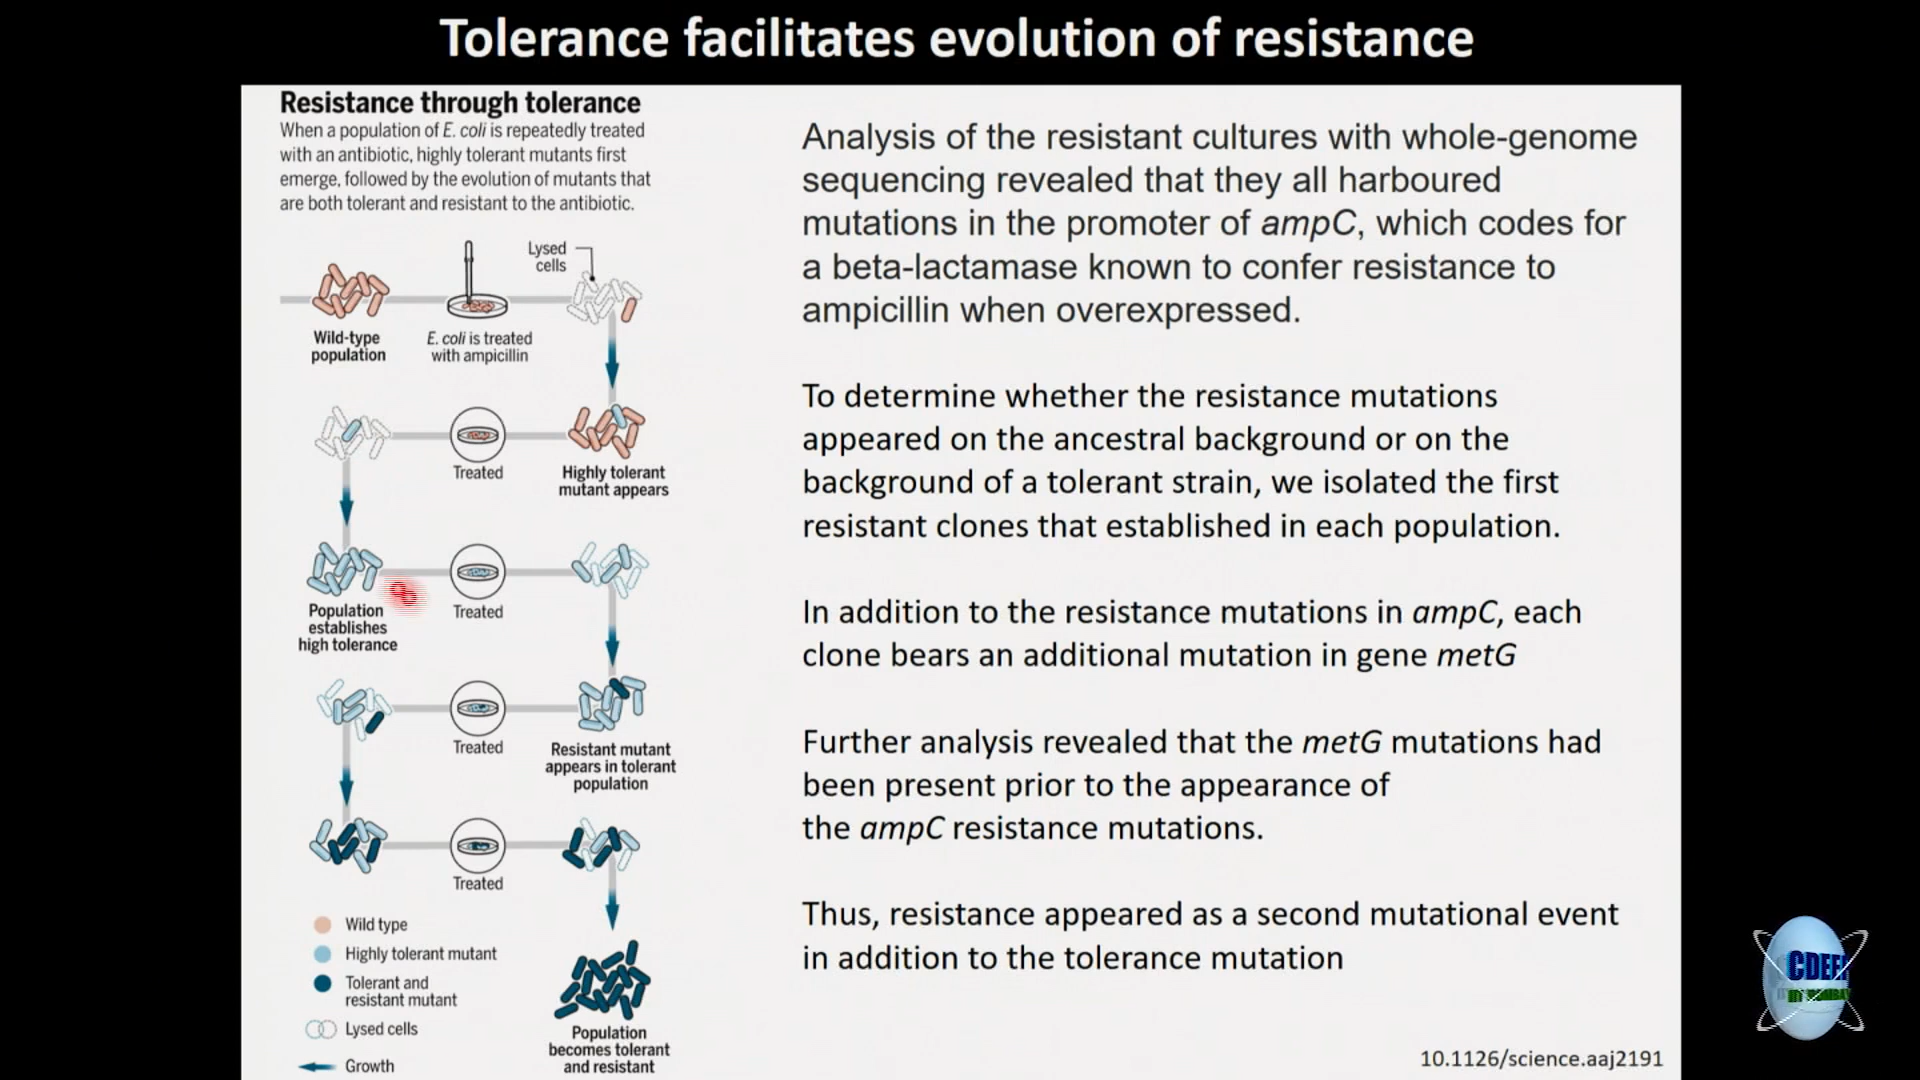 Tolerance facilitates evolution of resistance
Resistance through tolerance
When a population of E. coli is repeatedly treated
with an antibiotic, highly tolerant mutants first
emerge, followed by the evolution of mutants that
are both tolerant and resistant to the antibiotic.
Lysed
cells
Wild-type
population
E. coli is treated
with ampicillin
Treated
Highly tolerant
mutant appears
Population
establishes
high tolerance
Treated
Treated
Resistant mutant
appears in tolerant
population
Treated
Wild type
Highly tolerant mutant
Tolerant and
resistant mutant
Lysed cells
Growth
Population
becomes tolerant
and resistant
Analysis of the resistant cultures with whole-genome
sequencing revealed that they all harboured
mutations in the promoter of ampC, which codes for
a beta-lactamase known to confer resistance to
ampicillin when overexpressed.
To determine whether the resistance mutations
appeared on the ancestral background or on the
background of a tolerant strain, we isolated the first
resistant clones that established in each population.
In addition to the resistance mutations in ampC, each
clone bears an additional mutation in gene metG
Further analysis revealed that the metG mutations had
been present prior to the appearance of
the ampC resistance mutations.
Thus, resistance appeared as a second mutational event
in addition to the tolerance mutation
10.1126/science.aaj2191